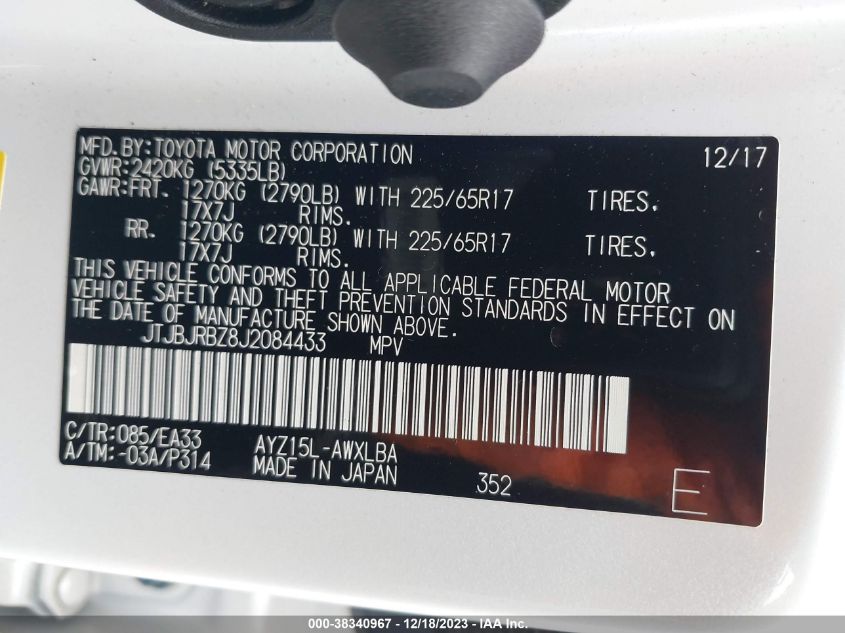 MFD.BY:TOYOTA MOTOR CORPORATION 12/17
GVWR:2420KG (5335LB)
GAWR:FRT. 1270KG (2790LB) WITH 225/65R17 TIRES.
17X7J RIMS.
RR. 1270KG (2790LB) WITH 225/65R17 TIRES.
17X7J RIMS.
THIS VEHICLE CONFORMS TO ALL APPLICABLE FEDERAL MOTOR
VEHICLE SAFETY AND THEFT PREVENTION STANDARDS IN EFFECT ON
THE DATE OF MANUFACTURE SHOWN ABOVE.
JTJBJRBZ8J2084433 MPV
C/TR:085/EA33 AYZ15L-AWXLBA
A/TM:-03A/P314 MADE IN JAPAN 352 E
000-38340967 - 12/18/2023 - IAA Inc.